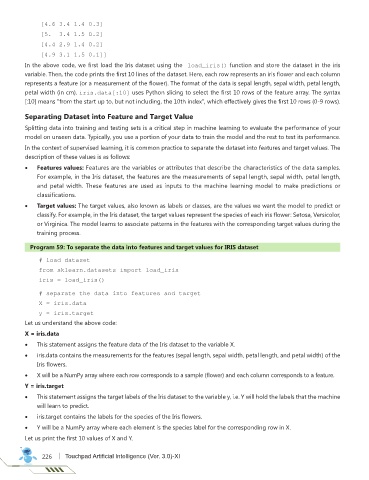 [4.6 3.4 1.4 0.3]
[5. 3.4 1.5 0.2]
[4.4 2.9 1.4 0.2]
[4.9 3.1 1.5 0.1]]
In the above code, we first load the Iris dataset using the load_iris() function and store the dataset in the iris
variable. Then, the code prints the first 10 lines of the dataset. Here, each row represents an iris flower and each column
represents a feature (or a measurement of the flower). The format of the data is sepal length, sepal width, petal length,
petal width (in cm). iris.data[:10] uses Python slicing to select the first 10 rows of the feature array. The syntax
[:10] means "from the start up to, but not including, the 10th index", which effectively gives the first 10 rows (0-9 rows).
Separating Dataset into Feature and Target Value
Splitting data into training and testing sets is a critical step in machine learning to evaluate the performance of your
model on unseen data. Typically, you use a portion of your data to train the model and the rest to test its performance.
In the context of supervised learning, it is common practice to separate the dataset into features and target values. The
description of these values is as follows:
• Features values: Features are the variables or attributes that describe the characteristics of the data samples.
For example, in the Iris dataset, the features are the measurements of sepal length, sepal width, petal length,
and petal width. These features are used as inputs to the machine learning model to make predictions or
classifications.
• Target values: The target values, also known as labels or classes, are the values we want the model to predict or
classify. For example, in the Iris dataset, the target values represent the species of each iris flower: Setosa, Versicolor,
or Virginica. The model learns to associate patterns in the features with the corresponding target values during the
training process.
Program 59: To separate the data into features and target values for IRIS dataset
# load dataset
from sklearn.datasets import load_iris
iris = load_iris()
# separate the data into features and target
X = iris.data
y = iris.target
Let us understand the above code:
X = iris.data
• This statement assigns the feature data of the Iris dataset to the variable X.
• iris.data contains the measurements for the features (sepal length, sepal width, petal length, and petal width) of the
Iris flowers.
• X will be a NumPy array where each row corresponds to a sample (flower) and each column corresponds to a feature.
Y = iris.target
• This statement assigns the target labels of the Iris dataset to the variable y, i.e. Y will hold the labels that the machine
will learn to predict.
• iris.target contains the labels for the species of the Iris flowers.
• Y will be a NumPy array where each element is the species label for the corresponding row in X.
Let us print the first 10 values of X and Y.
226 | Touchpad Artificial Intelligence (Ver. 3.0)-XI